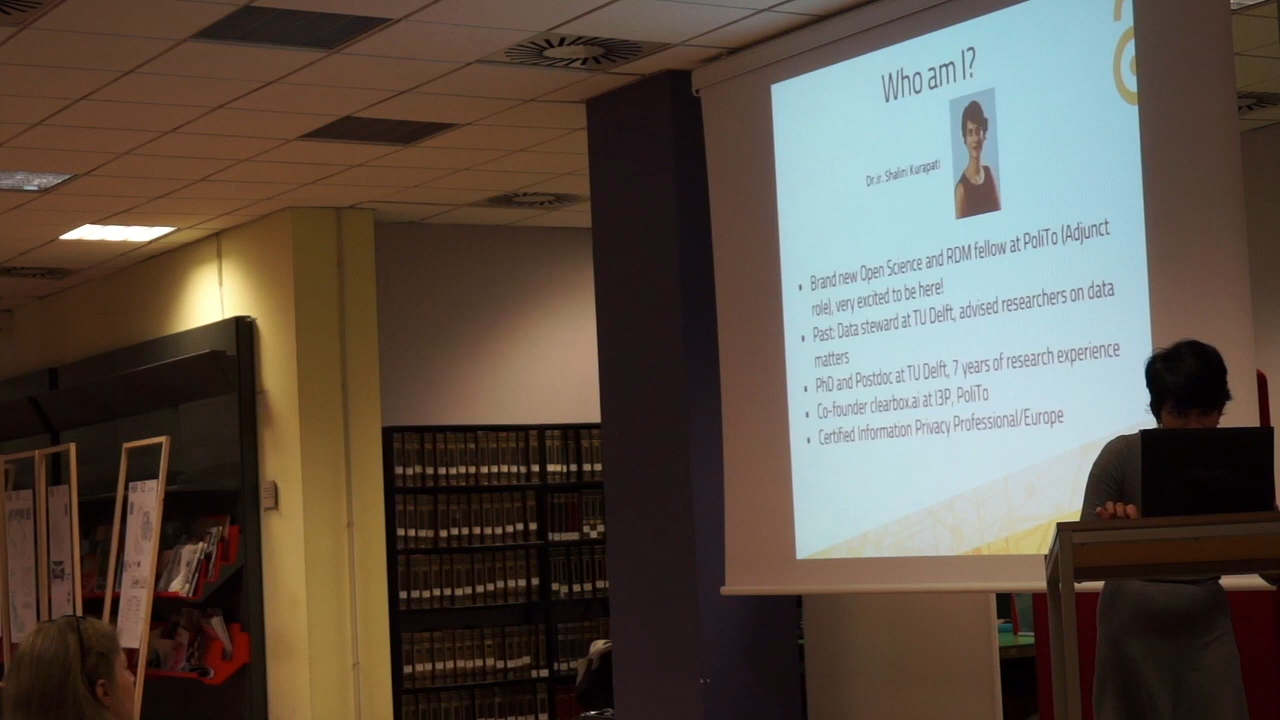 Who am I?
Dr.ir. Shalini Kurapati
• Brand new Open Science and RDM fellow at PoliTo (Adjunct
role), very excited to be here!
• Past: Data steward at TU Delft, advised researchers on data
matters
• PhD and Postdoc at TU Delft, 7 years of research experience
• Co-founder clearbox.ai at I3P, PoliTo
• Certified Information Privacy Professional/Europe